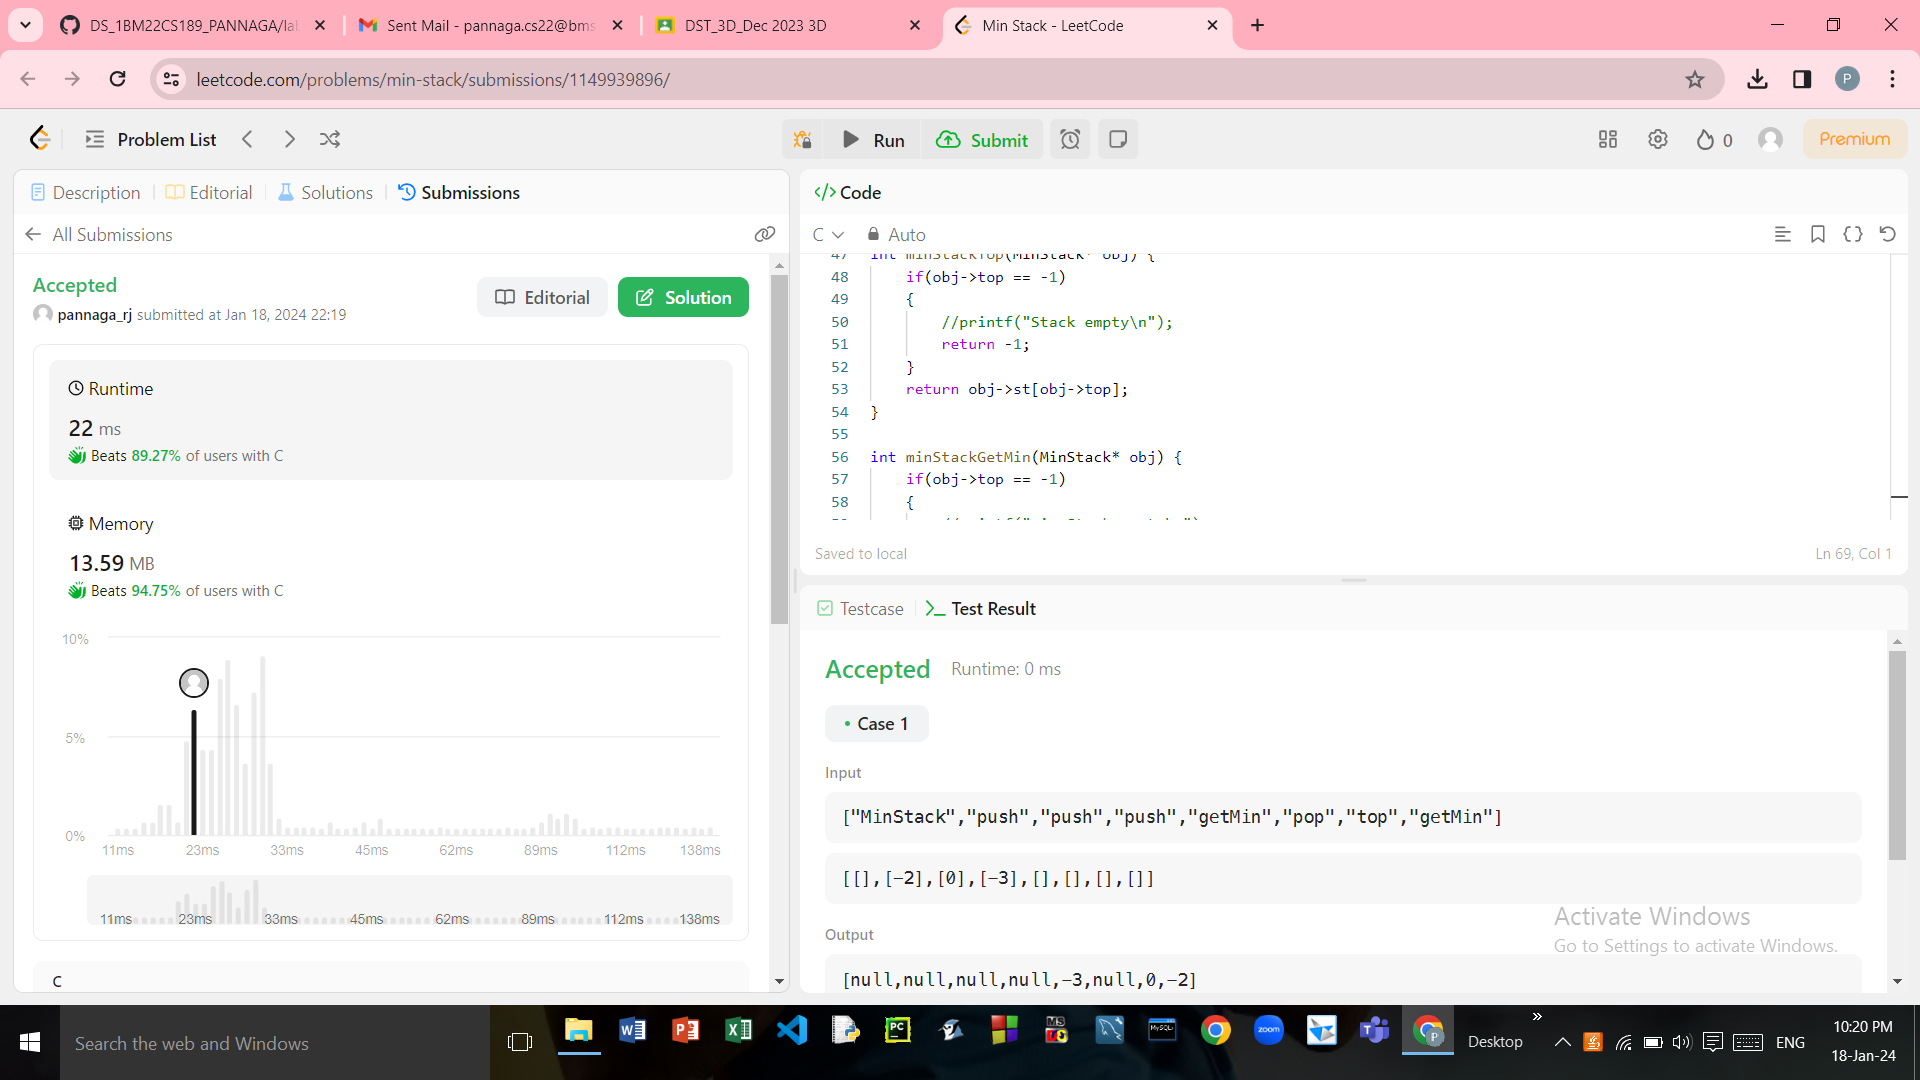 DS_1BM22CS189_PANNAGA/lal
Sent Mail - pannaga.cs22@bms
DST_3D_Dec 2023 3D
Min Stack - LeetCode
leetcode.com/problems/min-stack/submissions/1149939896/
P
Problem List
Run
Submit
0
Premium
Description
Editorial
Solutions
Submissions
All Submissions
Accepted
pannaga_rj submitted at Jan 18, 2024 22:19
Editorial
Solution
Runtime
22 ms
Beats 89.27% of users with C
Memory
13.59 MB
Beats 94.75% of users with C
10%
5%
0%
11ms 23ms 33ms 45ms 62ms 89ms 112ms 138ms
11ms 23ms 33ms 45ms 62ms 89ms 112ms 138ms
C
</> Code
C
Auto
47 int minStackTop(MinStack* obj) {
48 if(obj->top == -1)
49 {
50 //printf("Stack empty\n");
51 return -1;
52 }
53 return obj->st[obj->top];
54 }
55
56 int minStackGetMin(MinStack* obj) {
57 if(obj->top == -1)
58 {
Saved to local
Ln 69, Col 1
Testcase
Test Result
Accepted
Runtime: 0 ms
• Case 1
Input
["MinStack","push","push","push","getMin","pop","top","getMin"]
[[],[-2],[0],[-3],[],[],[],[]]
Output
[null,null,null,null,-3,null,0,-2]
Activate Windows
Go to Settings to activate Windows.
Search the web and Windows
Desktop
ENG
10:20 PM
18-Jan-24